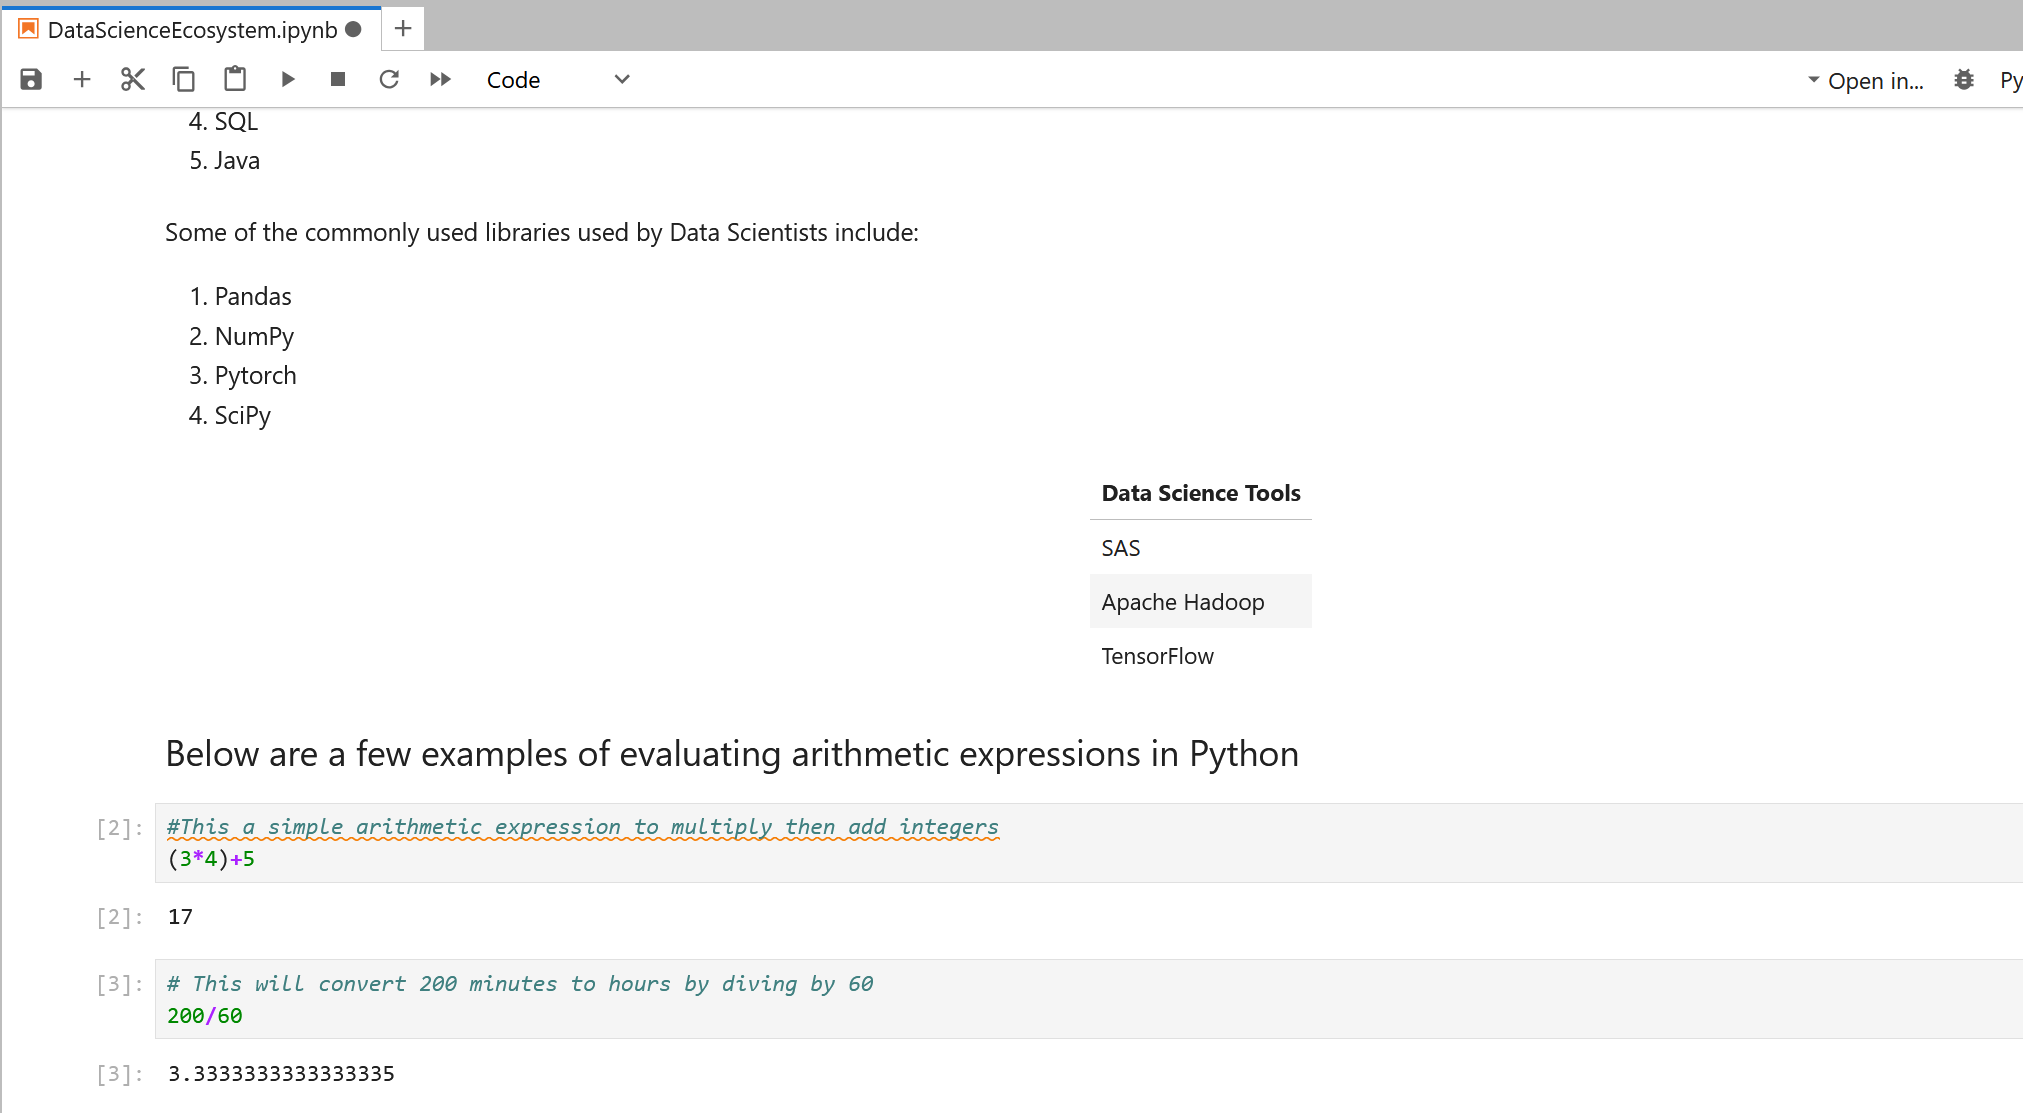 DataScienceEcosystem.ipynb
Code
Open in...
Py
4. SQL
5. Java
Some of the commonly used libraries used by Data Scientists include:
1. Pandas
2. NumPy
3. Pytorch
4. SciPy
Data Science Tools
SAS
Apache Hadoop
TensorFlow
Below are a few examples of evaluating arithmetic expressions in Python
[2]: #This a simple arithmetic expression to multiply then add integers
(3*4)+5
[2]: 17
[3]: # This will convert 200 minutes to hours by diving by 60
200/60
[3]: 3.3333333333333335